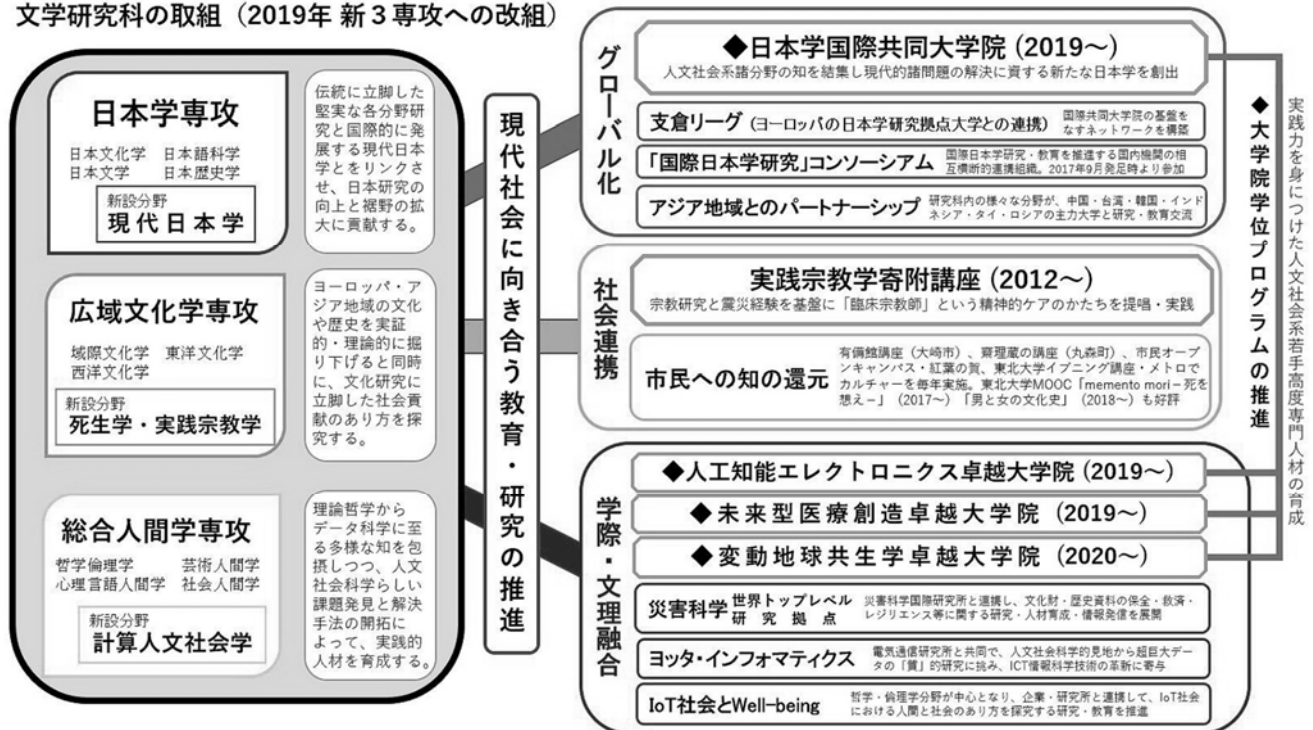 文学研究科の取組（2019年 新３専攻への改組）
日本学専攻
日本文化学 日本語科学
日本文学 日本歴史学
新設分野
現代日本学
伝統に立脚した
堅実な各分野研
究と国際的に発
展する現代日本
学とをリンクさ
せ、日本研究の
向上と裾野の拡
大に貢献する。
広域文化学専攻
域際文化学 東洋文化学
西洋文化学
新設分野
死生学・実践宗教学
ヨーロッパ・ア
ジア地域の文化
や歴史を実証
的・理論的に掘
り下げると同時
に、文化研究に
立脚した社会貢
献のあり方を探
究する。
総合人間学専攻
哲学倫理学 芸術人間学
心理言語人間学 社会人間学
新設分野
計算人文社会学
理論哲学から
データ科学に至
る多様な知を包
摂しつつ、人文
社会科学らしい
課題発見と解決
手法の開拓に
よって、実践的
人材を育成する。
現代社会に向き合う教育・研究の推進
グローバル化
◆日本学国際共同大学院 (2019～)
人文社会系諸分野の知を結集し現代的諸問題の解決に資する新たな日本学を創出
支倉リーグ (ヨーロッパの日本学研究拠点大学との連携)
国際共同大学院の基盤を
なすネットワークを構築
「国際日本学研究」コンソーシアム
国際日本学研究・教育を推進する国内機関の相
互横断的連携組織。2017年9月発足時より参加
アジア地域とのパートナーシップ
研究科内の様々な分野が、中国・台湾・韓国・インド
ネシア・タイ・ロシアの主力大学と研究・教育交流
社会連携
実践宗教学寄附講座 (2012～)
宗教研究と震災経験を基盤に「臨床宗教師」という精神的ケアのかたちを提唱・実践
市民への知の還元
有備館講座（大崎市）、齋理蔵の講座（丸森町）、市民オープ
ンキャンパス・紅葉の賀、東北大学イブニング講座・メトロで
カルチャーを毎年実施。東北大学MOOC「memento mori－死を
想え－」（2017～）「男と女の文化史」（2018～）も好評
学際・文理融合
◆人工知能エレクトロニクス卓越大学院 (2019～)
◆未来型医療創造卓越大学院 (2019～)
◆変動地球共生学卓越大学院 (2020～)
災害科学 世界トップレベル
研究拠点
災害科学国際研究所と連携し、文化財・歴史資料の保全・救済・
レジリエンス等に関する研究・人材育成・情報発信を展開
ヨッタ・インフォマティクス
電気通信研究所と共同で、人文社会科学的見地から超巨大デー
タの「質」的研究に挑み、ICT情報科学技術の革新に寄与
IoT社会とWell-being
哲学・倫理学分野が中心となり、企業・研究所と連携して、IoT社会
における人間と社会のあり方を探究する研究・教育を推進
◆大学院学位プログラムの推進
実践力を身につけた人文社会系若手高度専門人材の育成